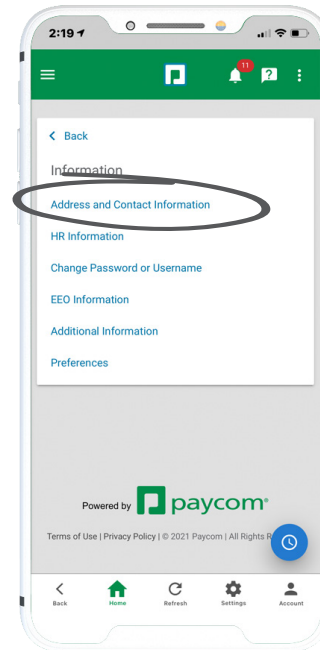 2:19
11
Back
Information
Address and Contact Information
HR Information
Change Password or Username
EEO Information
Additional Information
Preferences
Powered by paycom®
Terms of Use | Privacy Policy | © 2021 Paycom | All Rights R
Back Home Refresh Settings Account